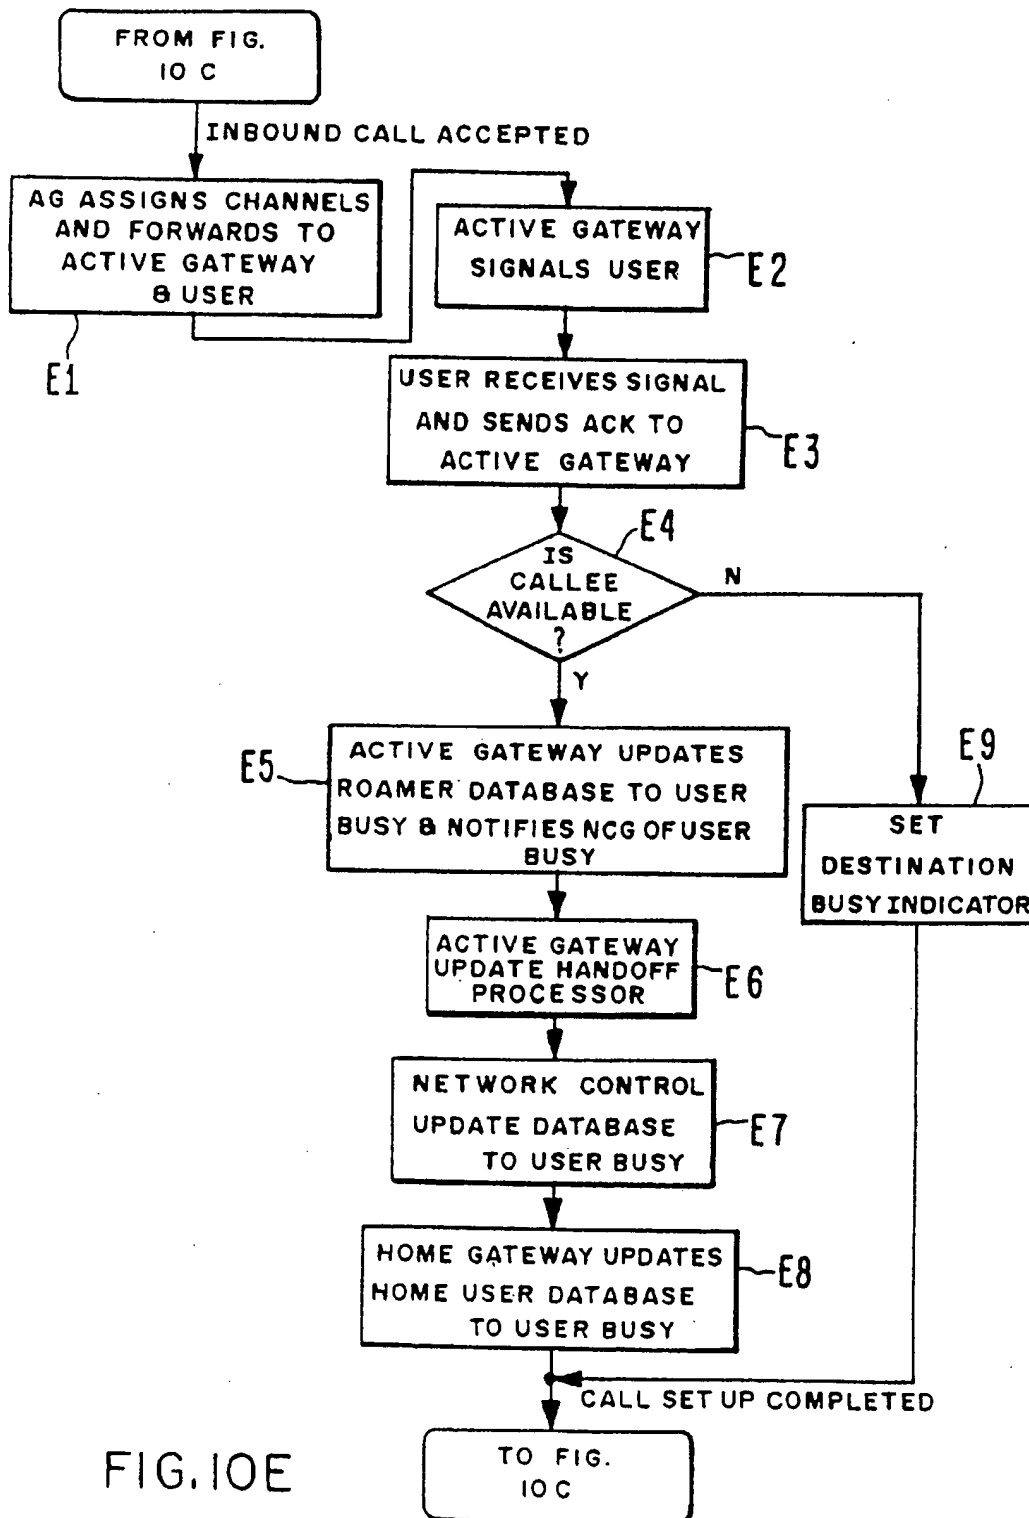 FROM FIG.
10 C
INBOUND CALL ACCEPTED
AG ASSIGNS CHANNELS
AND FORWARDS TO
ACTIVE GATEWAY
& USER
E1
ACTIVE GATEWAY
SIGNALS USER
E2
USER RECEIVES SIGNAL
AND SENDS ACK TO
ACTIVE GATEWAY
E3
E4
IS
CALLEE
AVAILABLE
?
N
Y
E5
ACTIVE GATEWAY UPDATES
ROAMER DATABASE TO USER
BUSY & NOTIFIES NCG OF USER
BUSY
E9
SET
DESTINATION
BUSY INDICATOR
ACTIVE GATEWAY
UPDATE HANDOFF
PROCESSOR
E6
NETWORK CONTROL
UPDATE DATABASE
TO USER BUSY
E7
HOME GATEWAY UPDATES
HOME USER DATABASE
TO USER BUSY
E8
CALL SET UP COMPLETED
TO FIG.
10 C
FIG. 10E